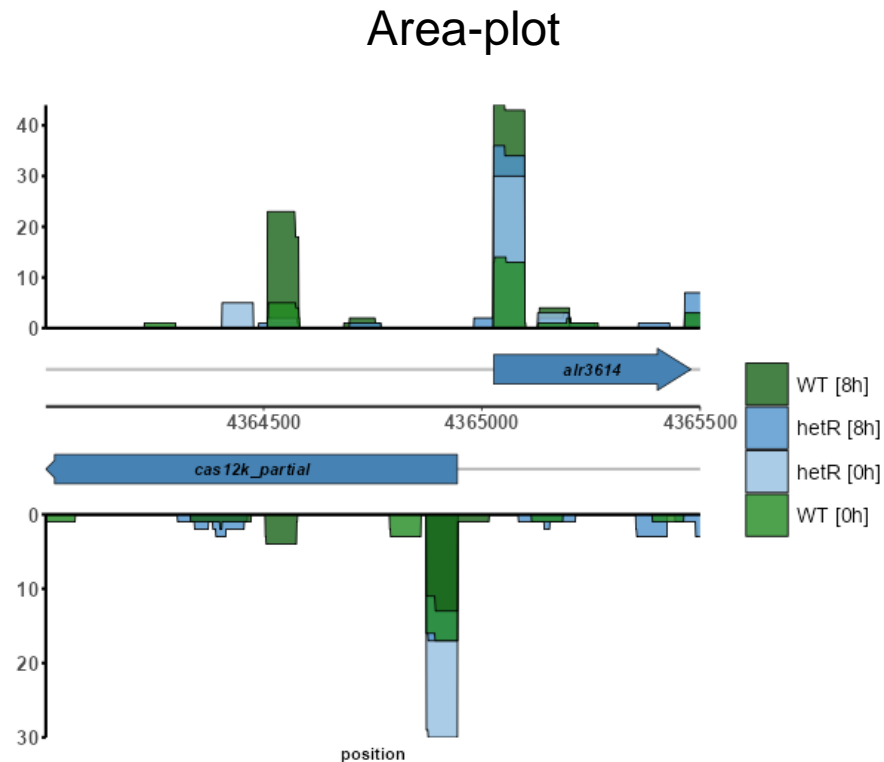 Area-plot
40
30
20
10
0
alr3614
4364500 4365000 4365500
cas12k_partial
0
10
20
30
position
WT [8h]
hetR [8h]
hetR [0h]
WT [0h]